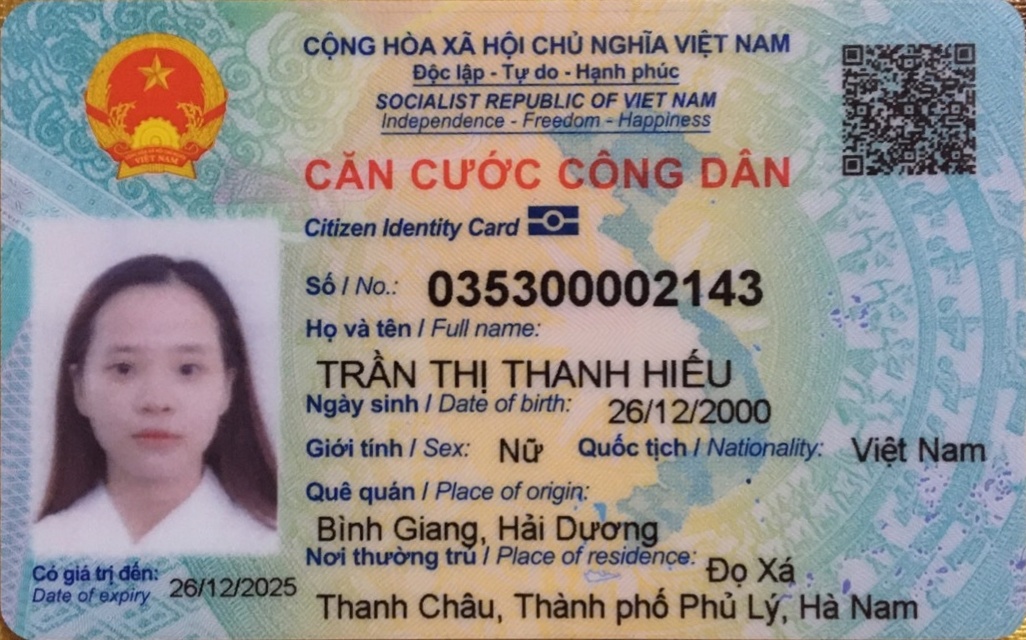 CỘNG HÒA XÃ HỘI CHỦ NGHĨA VIỆT NAM
Độc lập - Tự do - Hạnh phúc
SOCIALIST REPUBLIC OF VIET NAM
Independence - Freedom - Happiness
VIỆT NAM
CĂN CƯỚC CÔNG DÂN
Citizen Identity Card
Số / No.: 035300002143
Họ và tên / Full name:
TRẦN THỊ THANH HIẾU
Ngày sinh / Date of birth: 26/12/2000
Giới tính / Sex: Nữ Quốc tịch / Nationality: Việt Nam
Quê quán / Place of origin:
Bình Giang, Hải Dương
Nơi thường trú / Place of residence: Đọ Xá
Thanh Châu, Thành phố Phủ Lý, Hà Nam
Có giá trị đến: 26/12/2025
Date of expiry